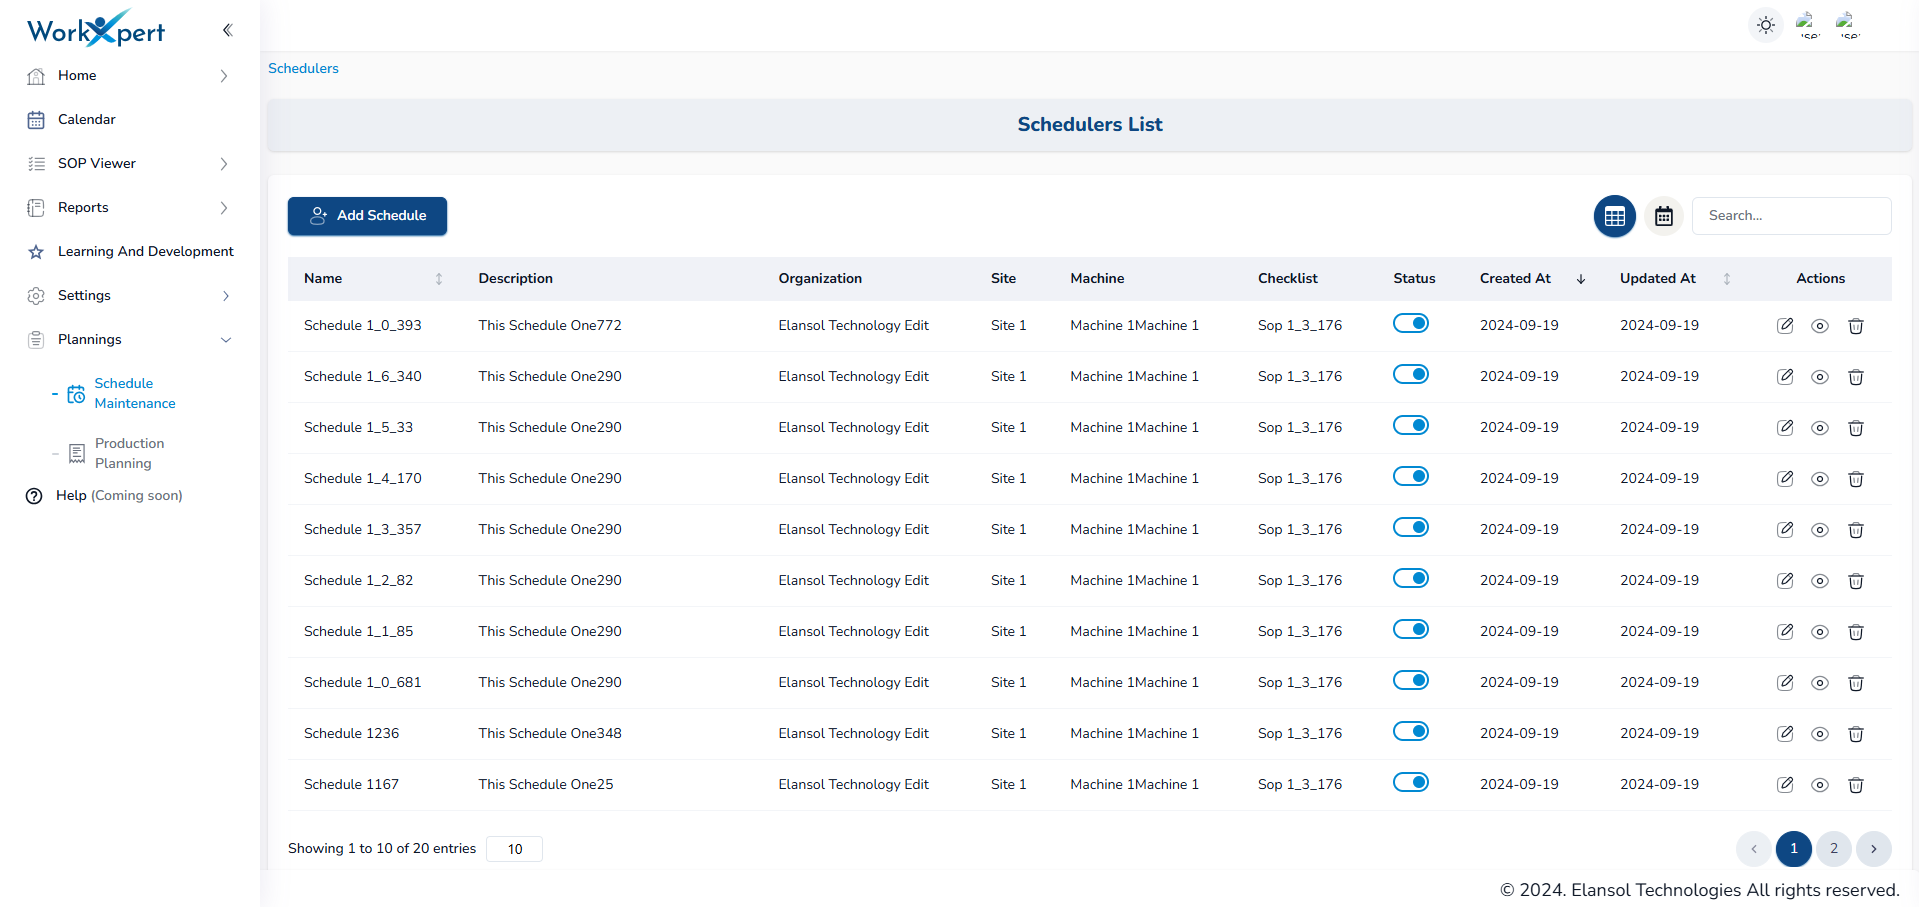 WorkXpert
Home
Calendar
SOP Viewer
Reports
Learning And Development
Settings
Plannings
Schedule
Maintenance
Production
Planning
Help (Coming soon)
Schedulers
Schedulers List
Add Schedule
Search...
Name Description Organization Site Machine Checklist Status Created At Updated At Actions
Schedule 1_0_393 This Schedule One772 Elansol Technology Edit Site 1 Machine 1Machine 1 Sop 1_3_176 2024-09-19 2024-09-19
Schedule 1_6_340 This Schedule One290 Elansol Technology Edit Site 1 Machine 1Machine 1 Sop 1_3_176 2024-09-19 2024-09-19
Schedule 1_5_33 This Schedule One290 Elansol Technology Edit Site 1 Machine 1Machine 1 Sop 1_3_176 2024-09-19 2024-09-19
Schedule 1_4_170 This Schedule One290 Elansol Technology Edit Site 1 Machine 1Machine 1 Sop 1_3_176 2024-09-19 2024-09-19
Schedule 1_3_357 This Schedule One290 Elansol Technology Edit Site 1 Machine 1Machine 1 Sop 1_3_176 2024-09-19 2024-09-19
Schedule 1_2_82 This Schedule One290 Elansol Technology Edit Site 1 Machine 1Machine 1 Sop 1_3_176 2024-09-19 2024-09-19
Schedule 1_1_85 This Schedule One290 Elansol Technology Edit Site 1 Machine 1Machine 1 Sop 1_3_176 2024-09-19 2024-09-19
Schedule 1_0_681 This Schedule One290 Elansol Technology Edit Site 1 Machine 1Machine 1 Sop 1_3_176 2024-09-19 2024-09-19
Schedule 1236 This Schedule One348 Elansol Technology Edit Site 1 Machine 1Machine 1 Sop 1_3_176 2024-09-19 2024-09-19
Schedule 1167 This Schedule One25 Elansol Technology Edit Site 1 Machine 1Machine 1 Sop 1_3_176 2024-09-19 2024-09-19
Showing 1 to 10 of 20 entries 10
1 2
© 2024. Elansol Technologies All rights reserved.